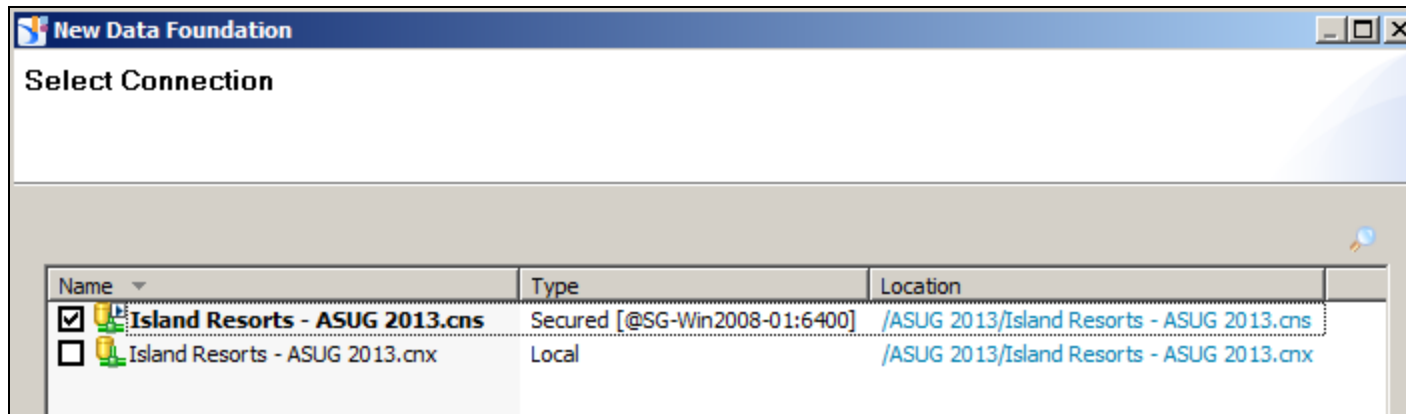 New Data Foundation
Select Connection
Name Type Location
Island Resorts - ASUG 2013.cns Secured [@SG-Win2008-01:6400] /ASUG 2013/Island Resorts - ASUG 2013.cns
Island Resorts - ASUG 2013.cnx Local /ASUG 2013/Island Resorts - ASUG 2013.cnx